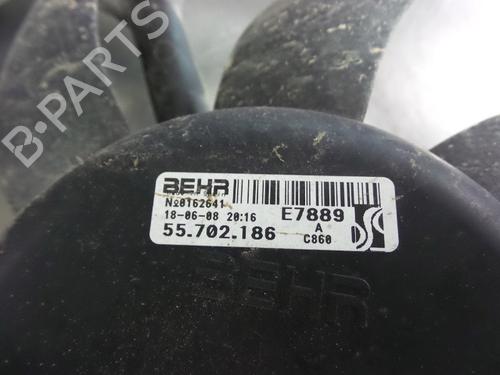 B-PARTS
BEHR
№0162641
18-06-08 20:16
E7889
A
55.702.186
C860
BEHR